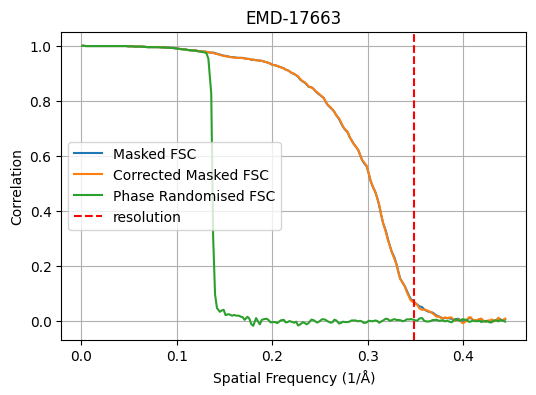 EMD-17663
1.0
0.8
0.6
0.4
0.2
0.0
Correlation
Masked FSC
Corrected Masked FSC
Phase Randomised FSC
resolution
0.0 0.1 0.2 0.3 0.4
Spatial Frequency (1/Å)